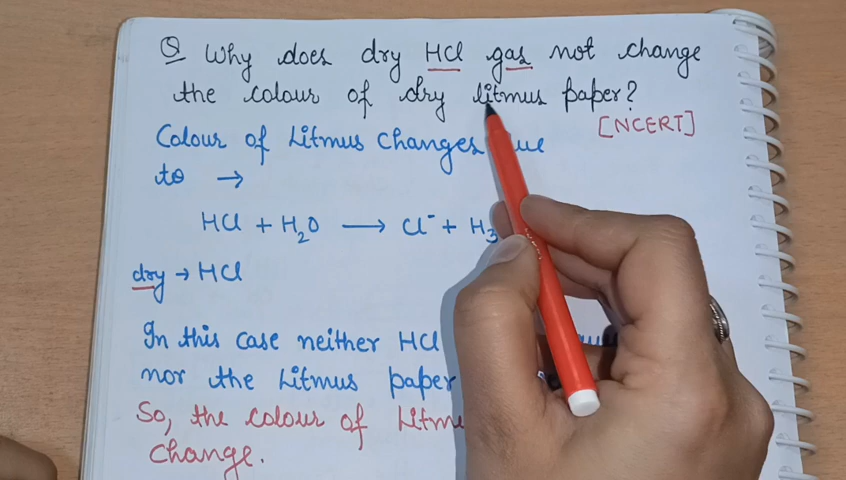 Q Why does dry HCl gas not change
the colour of dry litmus paper?
[NCERT]
Colour of Litmus changes ue
to →
HCl + H₂O ⟶ Cl⁻ + H₃
dry → HCl
In this case neither HCl
nor the Litmus paper
So, the colour of Litm
change.